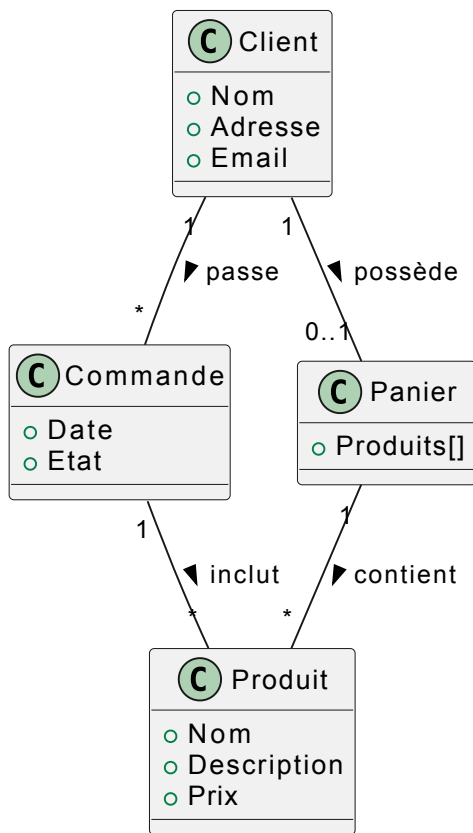 C Client
Nom
Adresse
Email
1
1
passe
possède
*
0..1
C Commande
Date
Etat
C Panier
Produits[]
1
1
inclut
contient
*
*
C Produit
Nom
Description
Prix